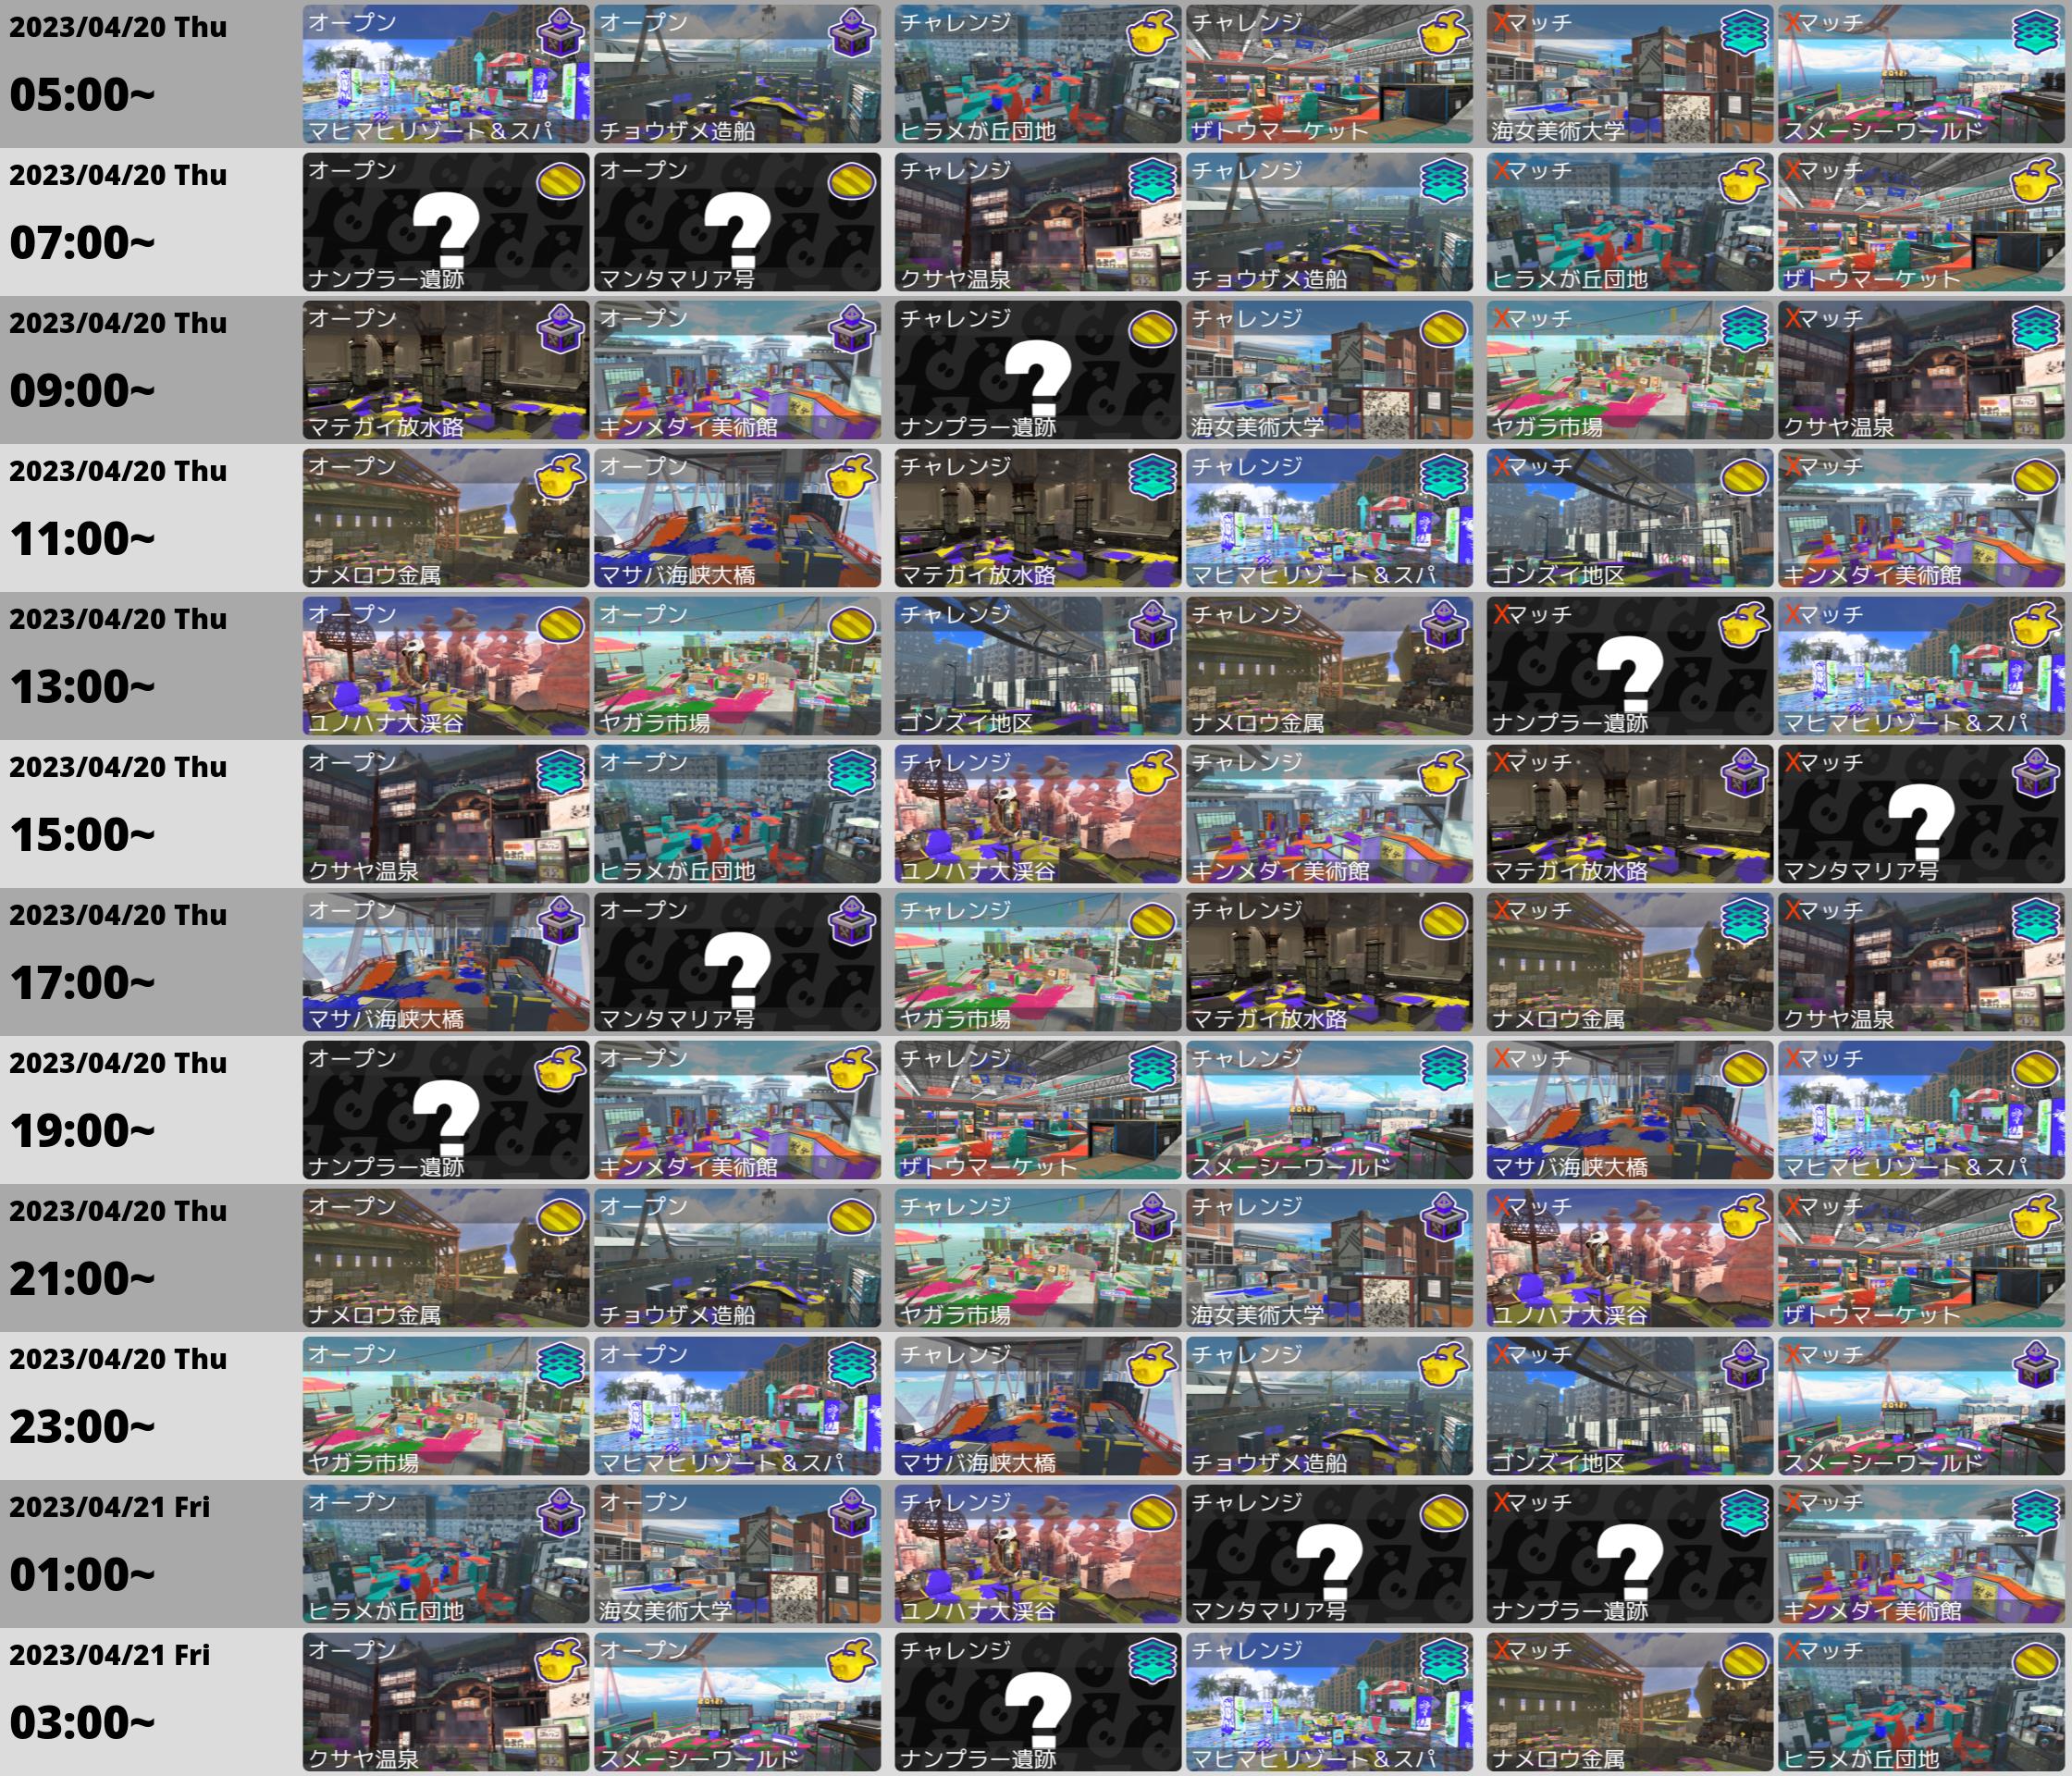 2023/04/20 Thu
05:00~
オープン オープン チャレンジ チャレンジ Xマッチ Xマッチ
マヒマヒリゾート＆スパ チョウザメ造船 ヒラメが丘団地 ザトウマーケット 海女美術大学 スメーシーワールド
2023/04/20 Thu
07:00~
オープン オープン チャレンジ チャレンジ Xマッチ Xマッチ
ナンプラー遺跡 マンタマリア号 クサヤ温泉 チョウザメ造船 ヒラメが丘団地 ザトウマーケット
2023/04/20 Thu
09:00~
オープン オープン チャレンジ チャレンジ Xマッチ Xマッチ
マテガイ放水路 キンメダイ美術館 ナンプラー遺跡 海女美術大学 ヤガラ市場 クサヤ温泉
2023/04/20 Thu
11:00~
オープン オープン チャレンジ チャレンジ Xマッチ Xマッチ
ナメロウ金属 マサバ海峡大橋 マテガイ放水路 マヒマヒリゾート＆スパ ゴンズイ地区 キンメダイ美術館
2023/04/20 Thu
13:00~
オープン オープン チャレンジ チャレンジ Xマッチ Xマッチ
ユノハナ大渓谷 ヤガラ市場 ゴンズイ地区 ナメロウ金属 ナンプラー遺跡 マヒマヒリゾート＆スパ
2023/04/20 Thu
15:00~
オープン オープン チャレンジ チャレンジ Xマッチ Xマッチ
クサヤ温泉 ヒラメが丘団地 ユノハナ大渓谷 キンメダイ美術館 マテガイ放水路 マンタマリア号
2023/04/20 Thu
17:00~
オープン オープン チャレンジ チャレンジ Xマッチ Xマッチ
マサバ海峡大橋 マンタマリア号 ヤガラ市場 マテガイ放水路 ナメロウ金属 クサヤ温泉
2023/04/20 Thu
19:00~
オープン オープン チャレンジ チャレンジ Xマッチ Xマッチ
ナンプラー遺跡 キンメダイ美術館 ザトウマーケット スメーシーワールド マサバ海峡大橋 マヒマヒリゾート＆スパ
2023/04/20 Thu
21:00~
オープン オープン チャレンジ チャレンジ Xマッチ Xマッチ
ナメロウ金属 チョウザメ造船 ヤガラ市場 海女美術大学 ユノハナ大渓谷 ザトウマーケット
2023/04/20 Thu
23:00~
オープン オープン チャレンジ チャレンジ Xマッチ Xマッチ
ヤガラ市場 マヒマヒリゾート＆スパ マサバ海峡大橋 チョウザメ造船 ゴンズイ地区 スメーシーワールド
2023/04/21 Fri
01:00~
オープン オープン チャレンジ チャレンジ Xマッチ Xマッチ
ヒラメが丘団地 海女美術大学 ユノハナ大渓谷 マンタマリア号 ナンプラー遺跡 キンメダイ美術館
2023/04/21 Fri
03:00~
オープン オープン チャレンジ チャレンジ Xマッチ Xマッチ
クサヤ温泉 スメーシーワールド ナンプラー遺跡 マヒマヒリゾート＆スパ ナメロウ金属 ヒラメが丘団地